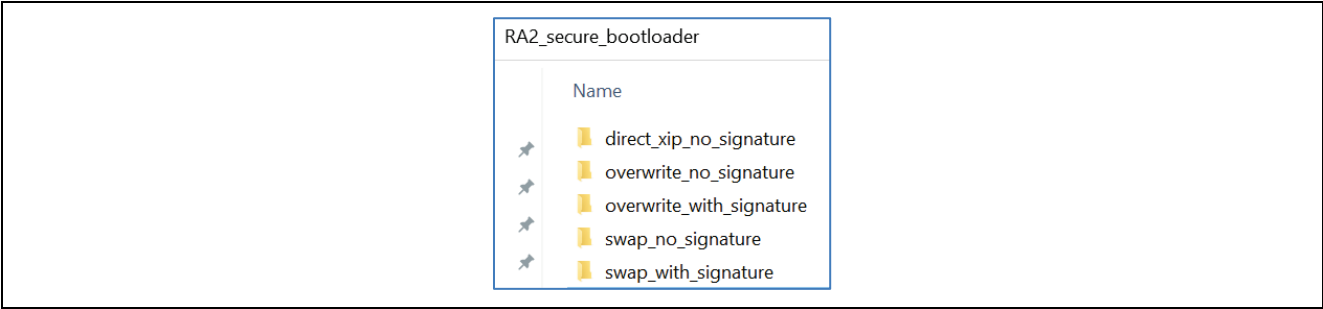 RA2_secure_bootloader
Name
direct_xip_no_signature
overwrite_no_signature
overwrite_with_signature
swap_no_signature
swap_with_signature